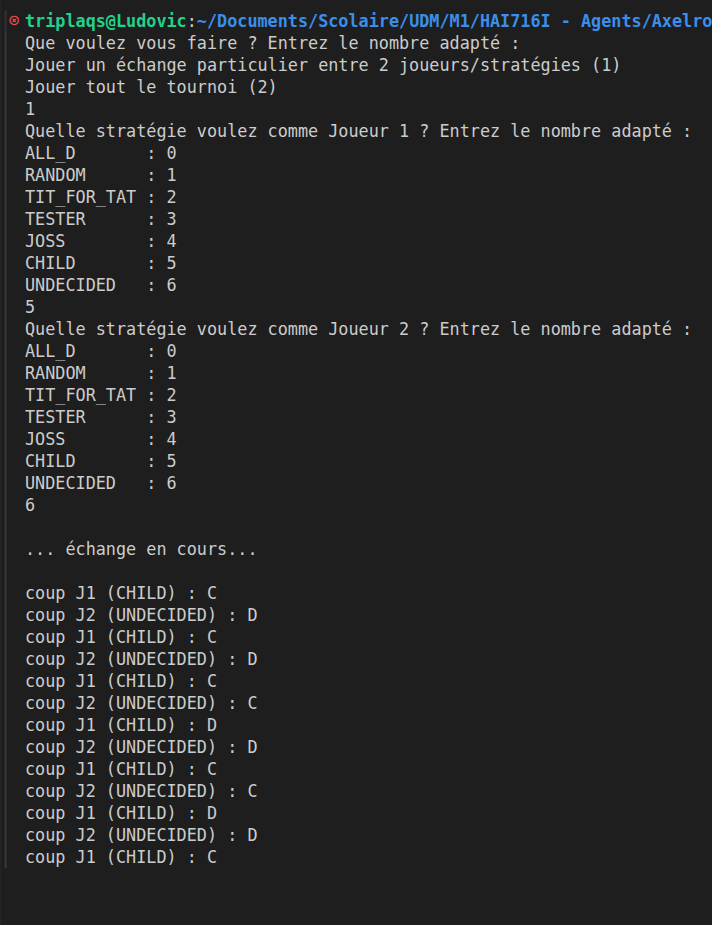 triplaqs@Ludovic:~/Documents/Scolaire/UDM/M1/HAI716I - Agents/Axelro
Que voulez vous faire ? Entrez le nombre adapté :
Jouer un échange particulier entre 2 joueurs/stratégies (1)
Jouer tout le tournoi (2)
1
Quelle stratégie voulez comme Joueur 1 ? Entrez le nombre adapté :
ALL_D       : 0
RANDOM      : 1
TIT_FOR_TAT : 2
TESTER      : 3
JOSS        : 4
CHILD       : 5
UNDECIDED   : 6
5
Quelle stratégie voulez comme Joueur 2 ? Entrez le nombre adapté :
ALL_D       : 0
RANDOM      : 1
TIT_FOR_TAT : 2
TESTER      : 3
JOSS        : 4
CHILD       : 5
UNDECIDED   : 6
6
... échange en cours...
coup J1 (CHILD) : C
coup J2 (UNDECIDED) : D
coup J1 (CHILD) : C
coup J2 (UNDECIDED) : D
coup J1 (CHILD) : C
coup J2 (UNDECIDED) : C
coup J1 (CHILD) : D
coup J2 (UNDECIDED) : D
coup J1 (CHILD) : C
coup J2 (UNDECIDED) : C
coup J1 (CHILD) : D
coup J2 (UNDECIDED) : D
coup J1 (CHILD) : C